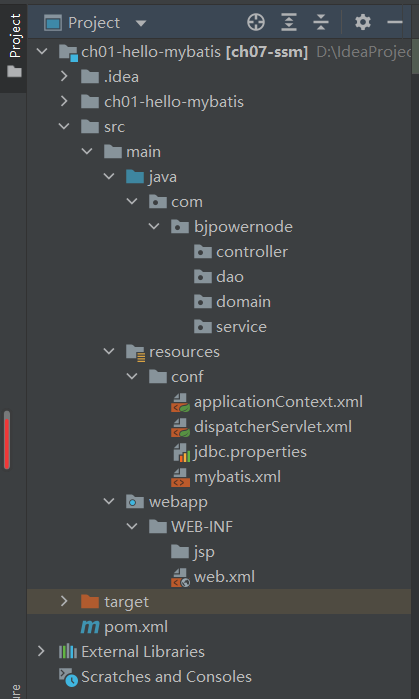 Project
Project
ch01-hello-mybatis [ch07-ssm] D:\IdeaProjec
.idea
ch01-hello-mybatis
src
main
java
com
bjpowernode
controller
dao
domain
service
resources
conf
applicationContext.xml
dispatcherServlet.xml
jdbc.properties
mybatis.xml
webapp
WEB-INF
jsp
web.xml
target
pom.xml
External Libraries
Scratches and Consoles
ure